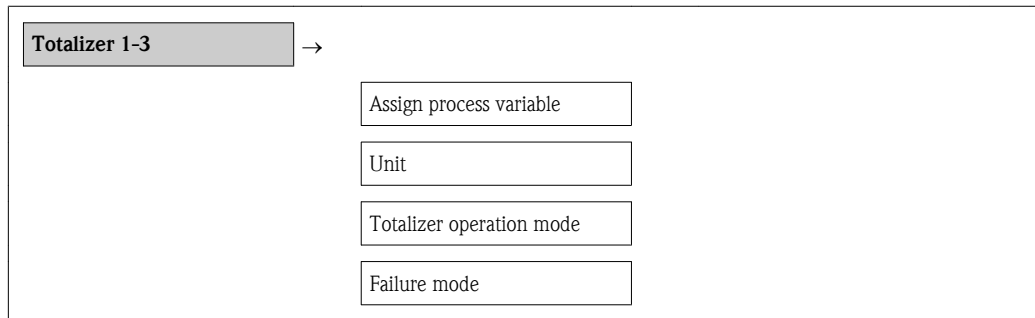 Totalizer 1-3 →
Assign process variable
Unit
Totalizer operation mode
Failure mode